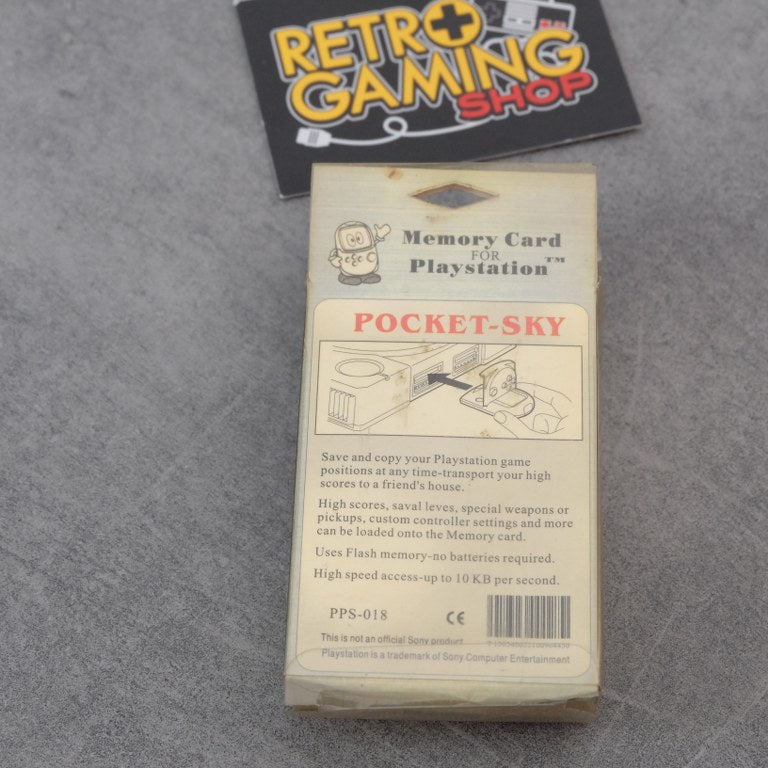 RETRO
GAMING
SHOP
Memory Card
FOR
Playstation™
POCKET-SKY
Save and copy your Playstation game
positions at any time-transport your high
scores to a friend's house.
High scores, saval leves, special weapons or
pickups, custom controller settings and more
can be loaded onto the Memory card.
Uses Flash memory-no batteries required.
High speed access-up to 10 KB per second.
PPS-018
CE
This is not an official Sony product
Playstation is a trademark of Sony Computer Entertainment